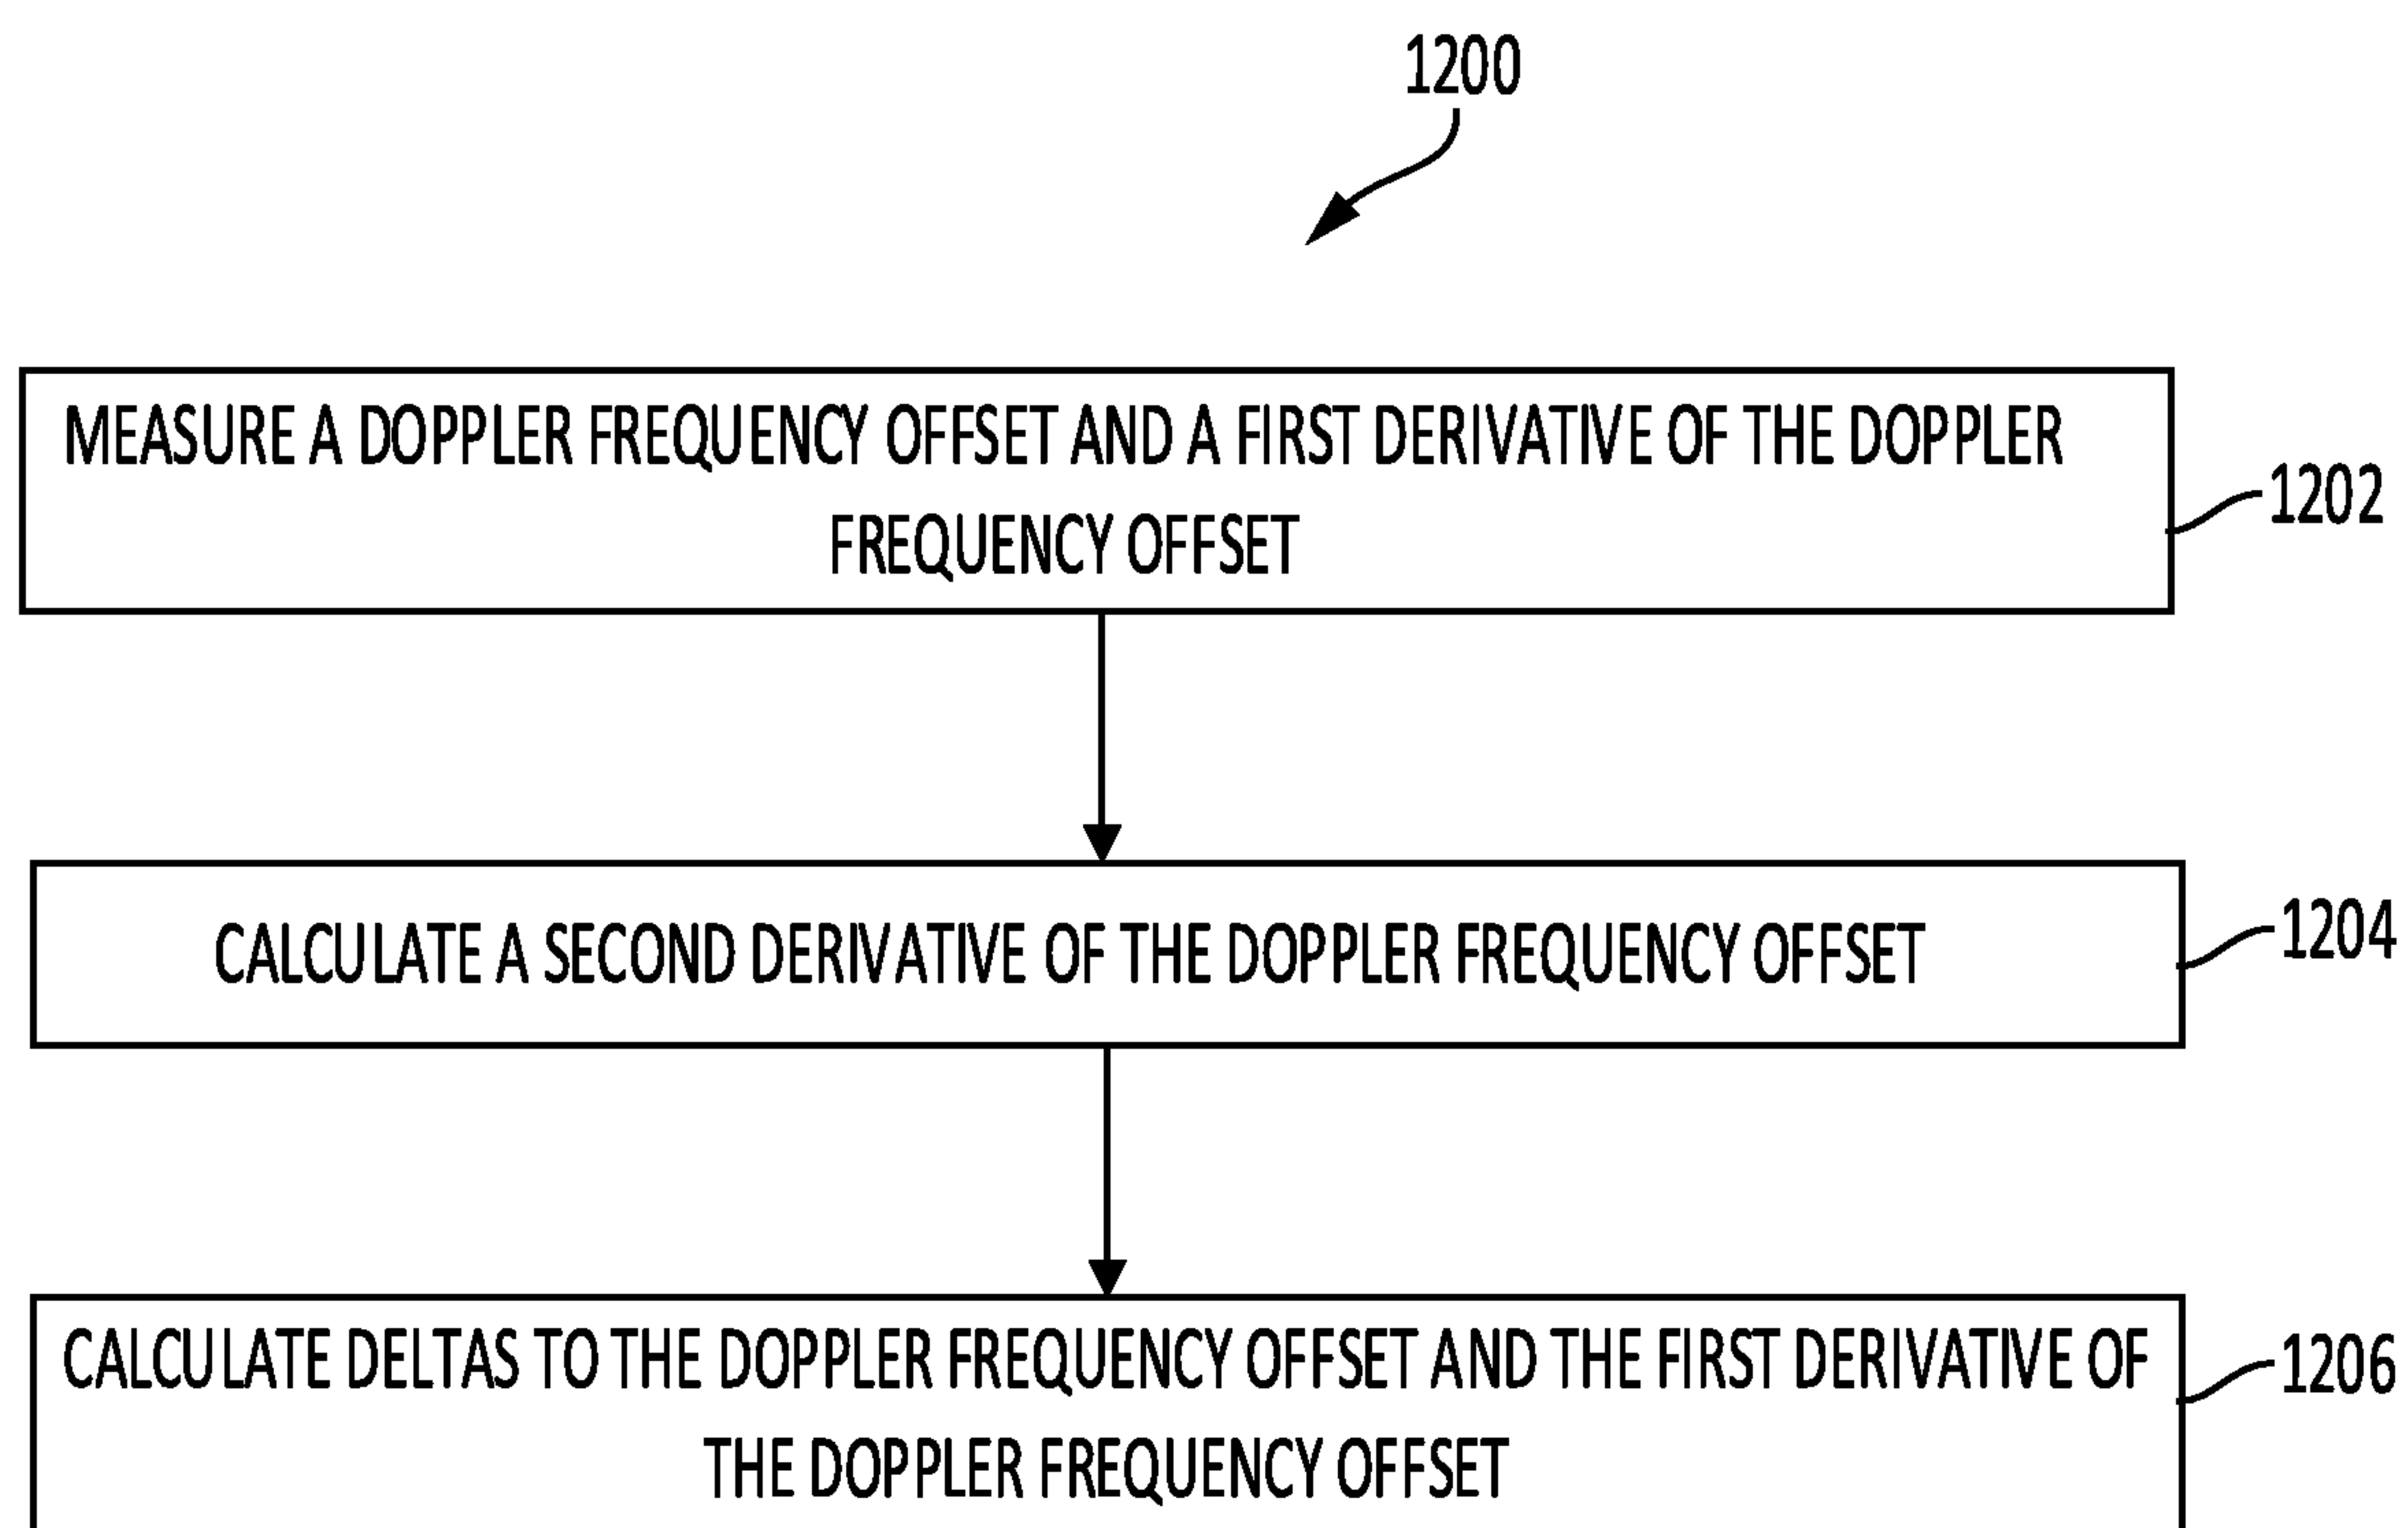 1200
MEASURE A DOPPLER FREQUENCY OFFSET AND A FIRST DERIVATIVE OF THE DOPPLER
FREQUENCY OFFSET
1202
CALCULATE A SECOND DERIVATIVE OF THE DOPPLER FREQUENCY OFFSET
1204
CALCULATE DELTAS TO THE DOPPLER FREQUENCY OFFSET AND THE FIRST DERIVATIVE OF
THE DOPPLER FREQUENCY OFFSET
1206